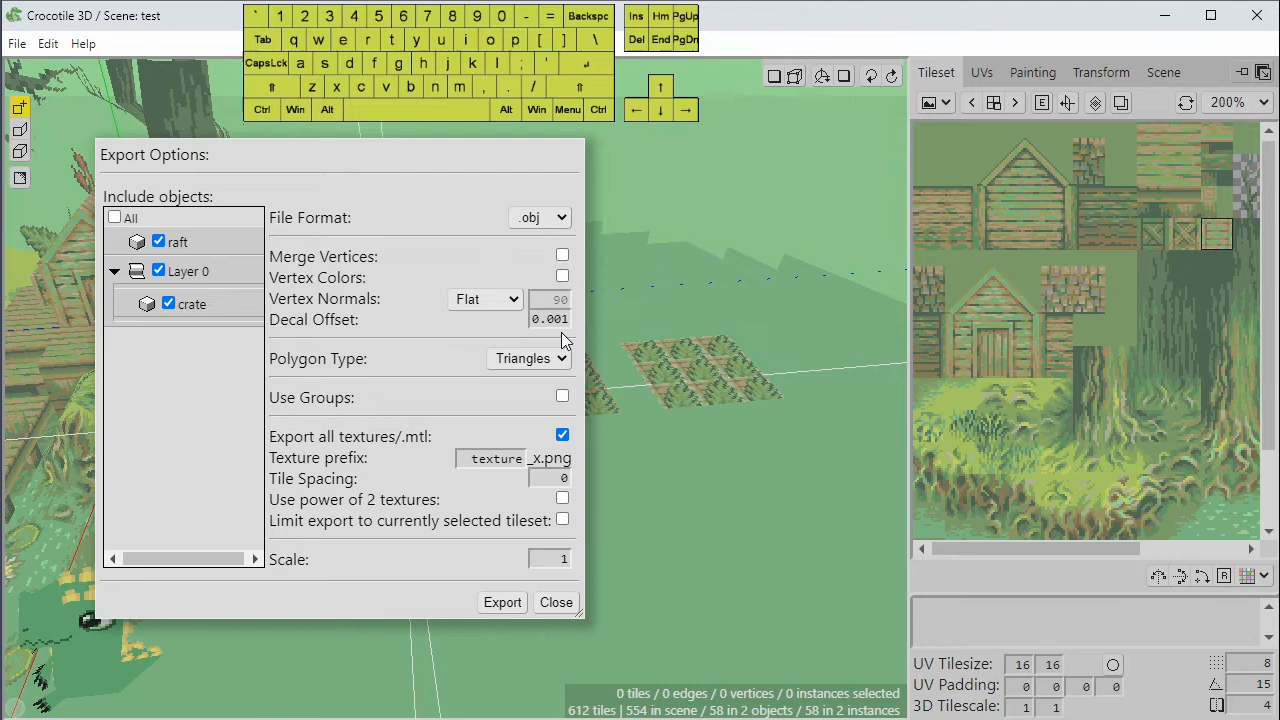 Crocotile 3D / Scene: test
File Edit Help
` 1 2 3 4 5 6 7 8 9 0 - = Backspc
Ins Hm PgUp
Tab q w e r t y u i o p [ ] \
Del End PgDn
CapsLck a s d f g h j k l ; ' ↵
⇧ z x c v b n m , . / ⇧
↑
Ctrl Win Alt Alt Win Menu Ctrl
← ↓ →
Tileset UVs Painting Transform Scene
E
200%
Export Options:
Include objects:
All
raft
Layer 0
crate
File Format: .obj
Merge Vertices:
Vertex Colors:
Vertex Normals: Flat 90
Decal Offset: 0.001
Polygon Type: Triangles
Use Groups:
Export all textures/.mtl:
Texture prefix: texture _x.png
Tile Spacing: 0
Use power of 2 textures:
Limit export to currently selected tileset:
Scale: 1
Export Close
R
UV Tilesize: 16 16 8
UV Padding: 0 0 0 0 15
3D Tilescale: 1 1 4
0 tiles / 0 edges / 0 vertices / 0 instances selected
612 tiles | 554 in scene / 58 in 2 objects / 58 in 2 instances